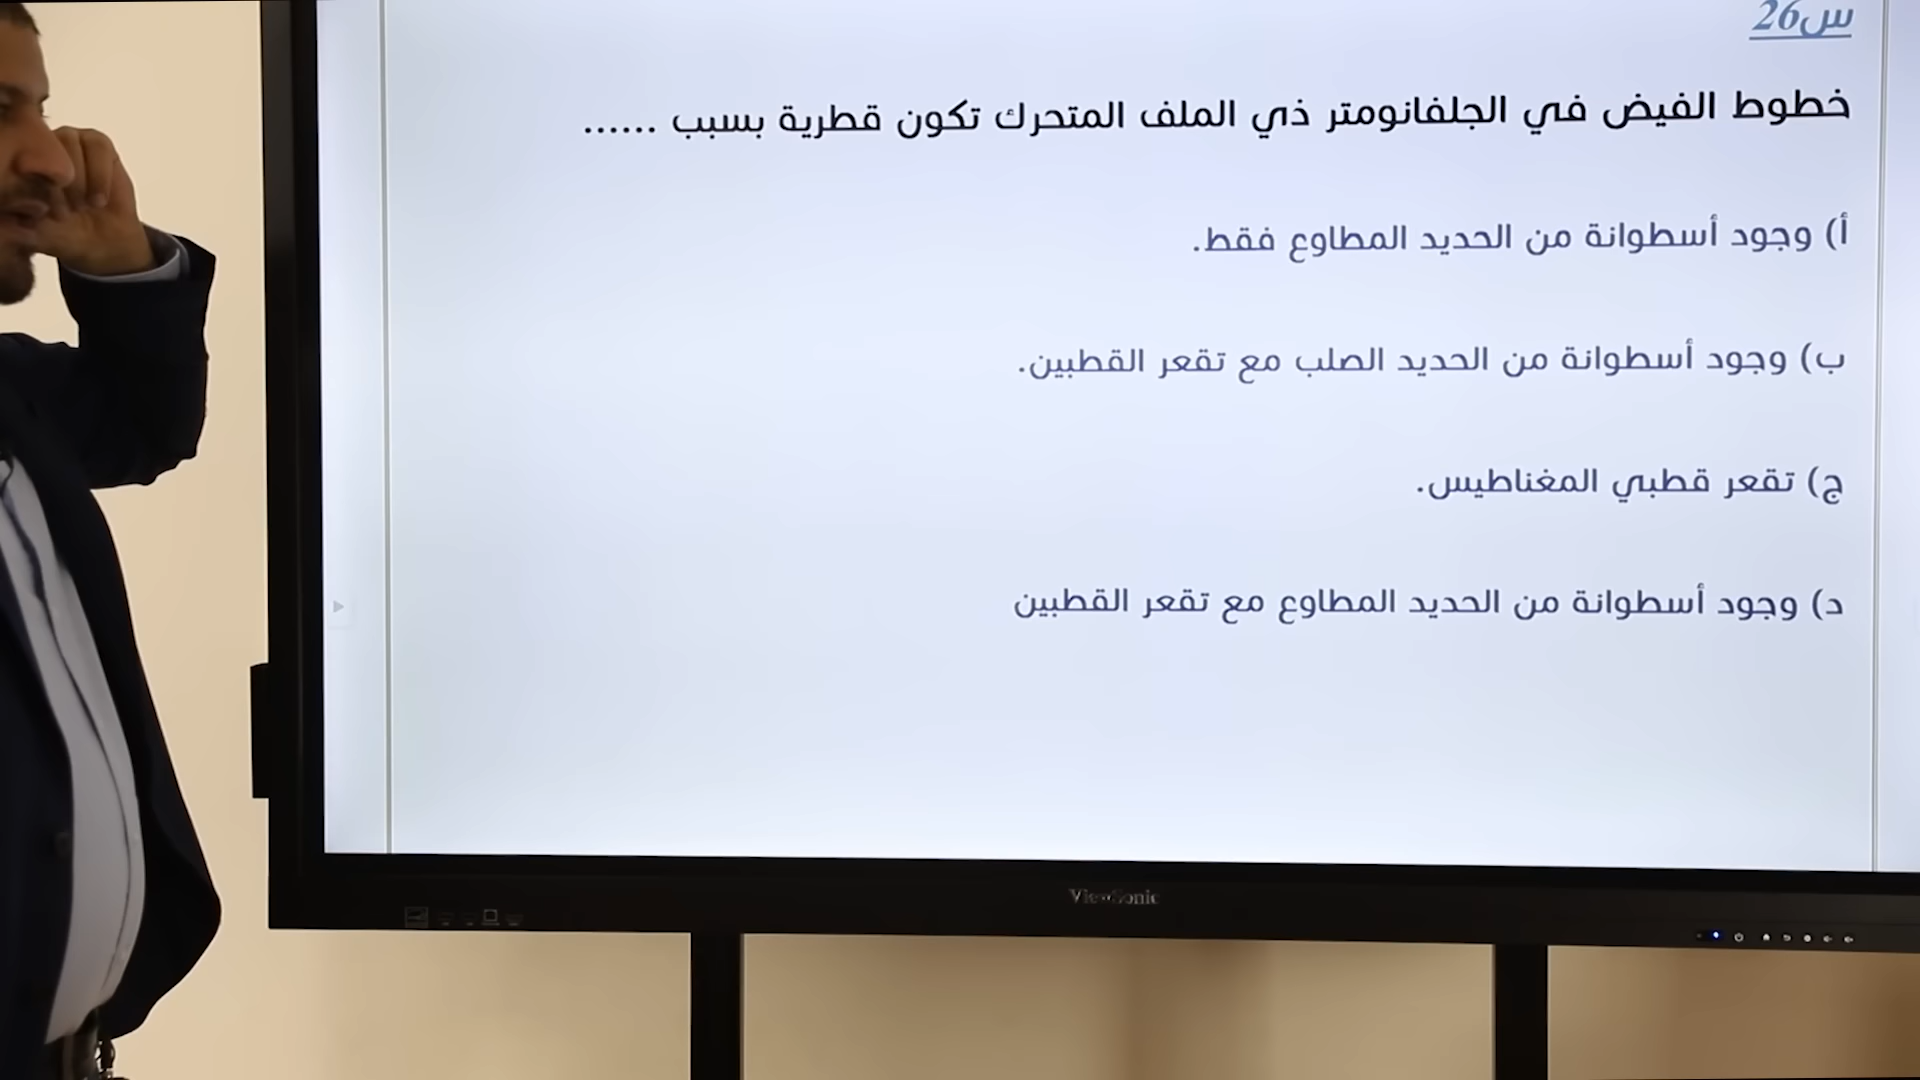 س26
خطوط الفيض في الجلفانومتر ذي الملف المتحرك تكون قطرية بسبب ......
أ) وجود أسطوانة من الحديد المطاوع فقط.
ب) وجود أسطوانة من الحديد الصلب مع تقعر القطبين.
ج) تقعر قطبي المغناطيس.
د) وجود أسطوانة من الحديد المطاوع مع تقعر القطبين
ViewSonic